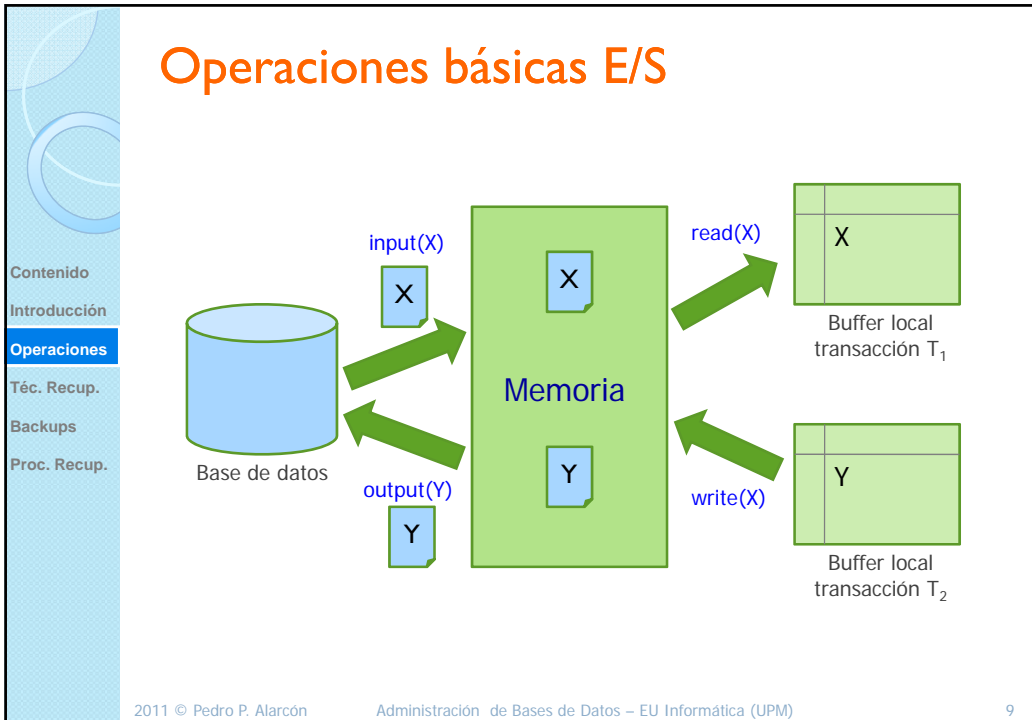 Operaciones básicas E/S
Contenido
Introducción
Operaciones
Téc. Recup.
Backups
Proc. Recup.
input(X)
X
Base de datos
output(Y)
Y
X
Memoria
Y
read(X)
write(X)
X
Buffer local
transacción T₁
Y
Buffer local
transacción T₂
2011 © Pedro P. Alarcón
Administración de Bases de Datos – EU Informática (UPM)
9